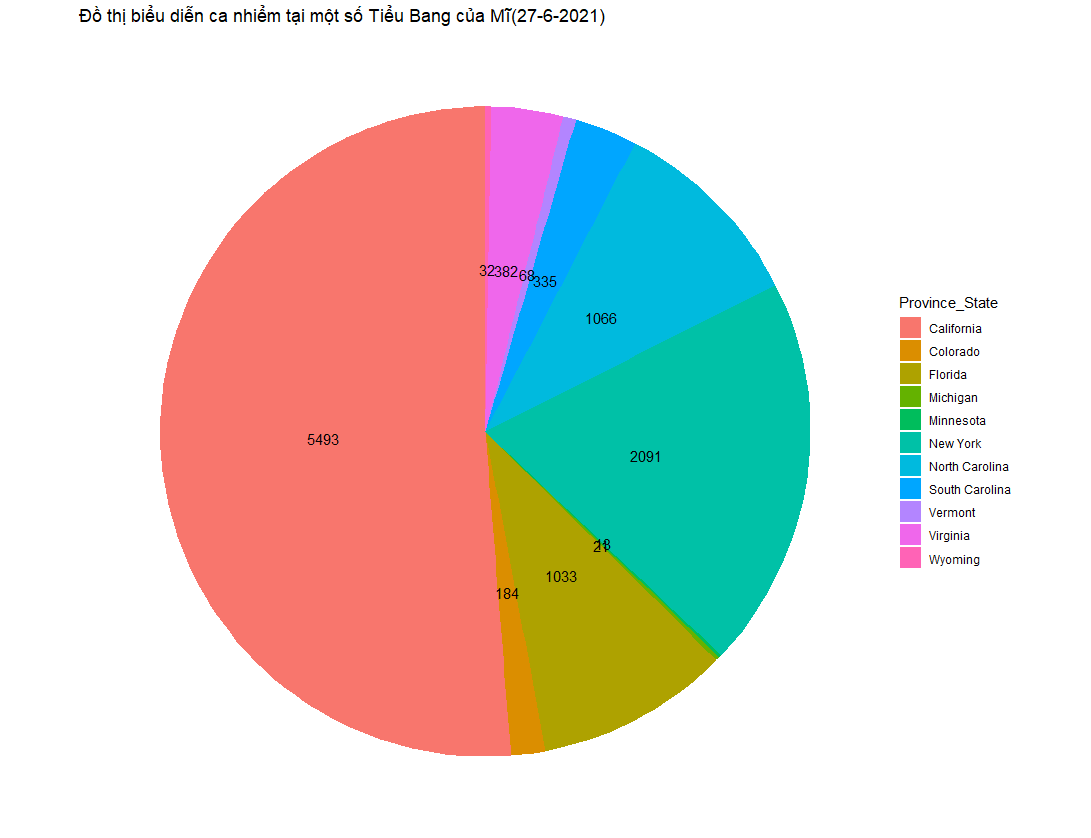 Đồ thị biểu diễn ca nhiễm tại một số Tiểu Bang của Mĩ(27-6-2021)
32 382 68 335
1066
5493
2091
13
21
1033
184
Province_State
California
Colorado
Florida
Michigan
Minnesota
New York
North Carolina
South Carolina
Vermont
Virginia
Wyoming